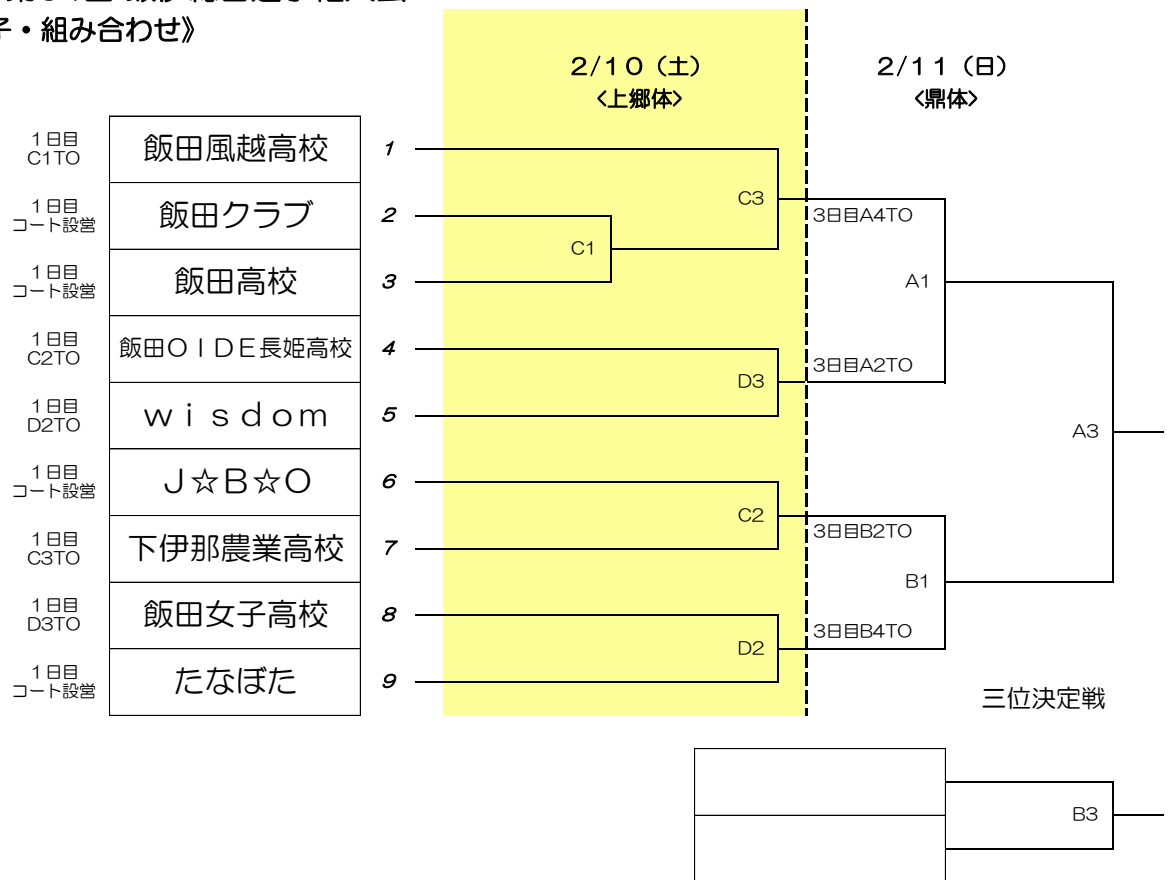 子・組み合わせ》
2/10（土）
<上郷体>
2/11（日）
<鼎体>
1日目
C1TO
飯田風越高校
1
1日目
コート設営
飯田クラブ
2
1日目
コート設営
飯田高校
3
1日目
C2TO
飯田OIDE長姫高校
4
1日目
D2TO
wisdom
5
1日目
コート設営
J☆B☆O
6
1日目
C3TO
下伊那農業高校
7
1日目
D3TO
飯田女子高校
8
1日目
コート設営
たなぼた
9
C1
C3
D3
C2
D2
3日目A4TO
A1
3日目A2TO
A3
3日目B2TO
B1
3日目B4TO
三位決定戦
B3